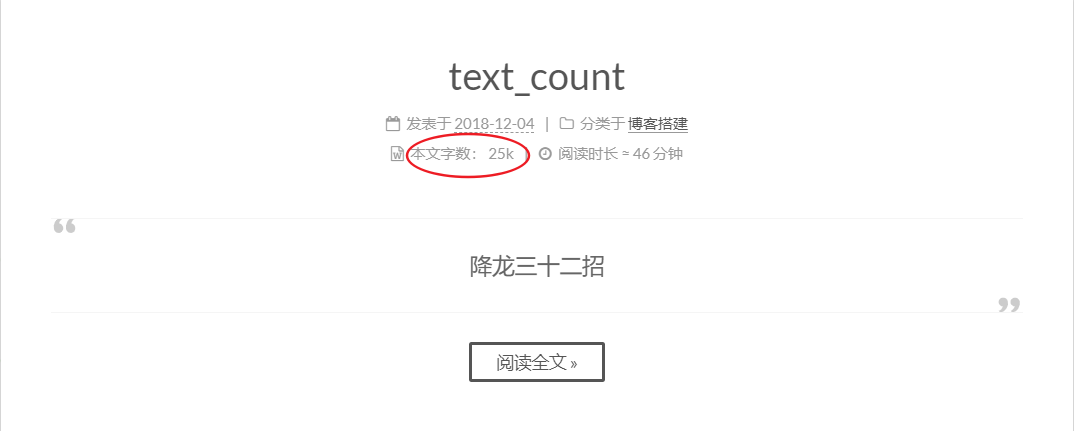 text_count
发表于 2018-12-04 | 分类于 博客搭建
本文字数： 25k | 阅读时长 ≈ 46 分钟
“
降龙三十二招
”
阅读全文 »